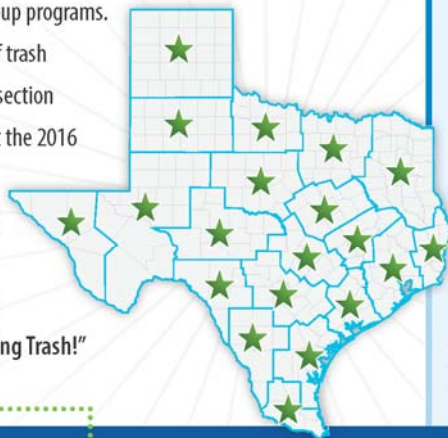 up programs.
f trash
section
t the 2016
ng Trash!”